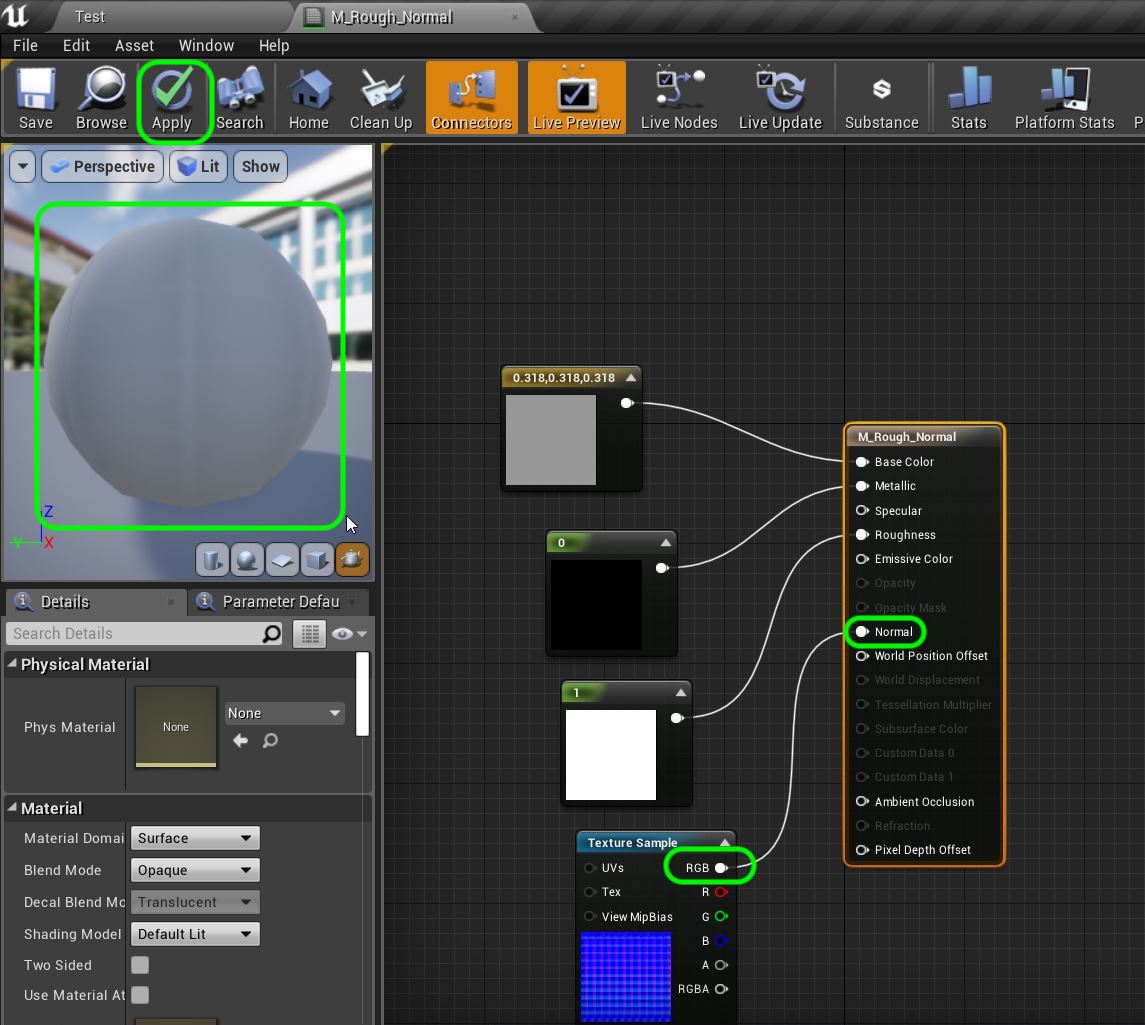 Test
M_Rough_Normal
File Edit Asset Window Help
Save Browse Apply Search Home Clean Up Connectors Live Preview Live Nodes Live Update Substance Stats Platform Stats P
Perspective Lit Show
0.318,0.318,0.318
M_Rough_Normal
Base Color
Metallic
Specular
Roughness
Emissive Color
Opacity
Opacity Mask
Normal
World Position Offset
World Displacement
Tessellation Multiplier
Subsurface Color
Custom Data 0
Custom Data 1
Ambient Occlusion
Refraction
Pixel Depth Offset
0
1
Texture Sample
UVs RGB
Tex R
View MipBias G
B
A
RGBA
Z
Y X
Details Parameter Defau
Search Details
Physical Material
Phys Material None None
Material
Material Domai Surface
Blend Mode Opaque
Decal Blend Mo Translucent
Shading Model Default Lit
Two Sided
Use Material At